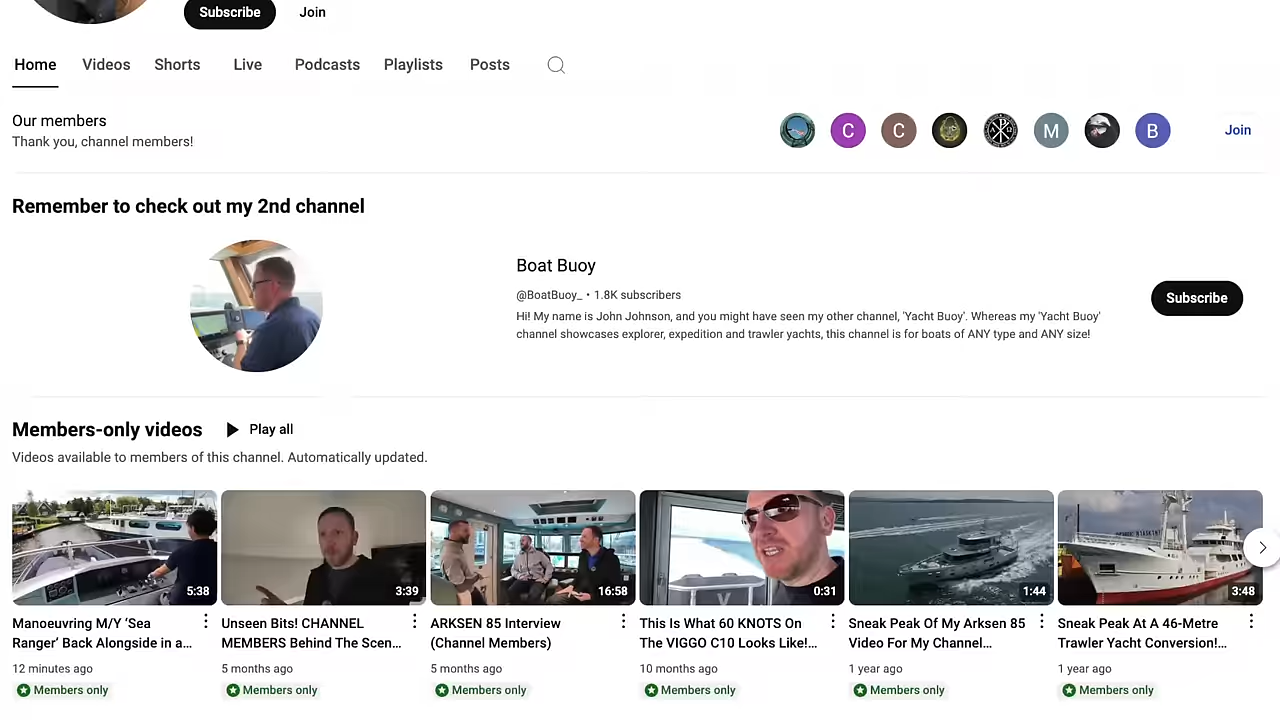 Subscribe
Join
Home
Videos
Shorts
Live
Podcasts
Playlists
Posts
Our members
Thank you, channel members!
C
C
M
B
Join
Remember to check out my 2nd channel
Boat Buoy
@BoatBuoy_ • 1.8K subscribers
Hi! My name is John Johnson, and you might have seen my other channel, 'Yacht Buoy'. Whereas my 'Yacht Buoy'
channel showcases explorer, expedition and trawler yachts, this channel is for boats of ANY type and ANY size!
Subscribe
Members-only videos
Play all
Videos available to members of this channel. Automatically updated.
5:38
Manoeuvring M/Y ‘Sea
Ranger’ Back Alongside in a...
12 minutes ago
Members only
3:39
Unseen Bits! CHANNEL
MEMBERS Behind The Scen...
5 months ago
Members only
16:58
ARKSEN 85 Interview
(Channel Members)
5 months ago
Members only
0:31
This Is What 60 KNOTS On
The VIGGO C10 Looks Like!...
10 months ago
Members only
1:44
Sneak Peak Of My Arksen 85
Video For My Channel...
1 year ago
Members only
3:48
Sneak Peak At A 46-Metre
Trawler Yacht Conversion!...
1 year ago
Members only